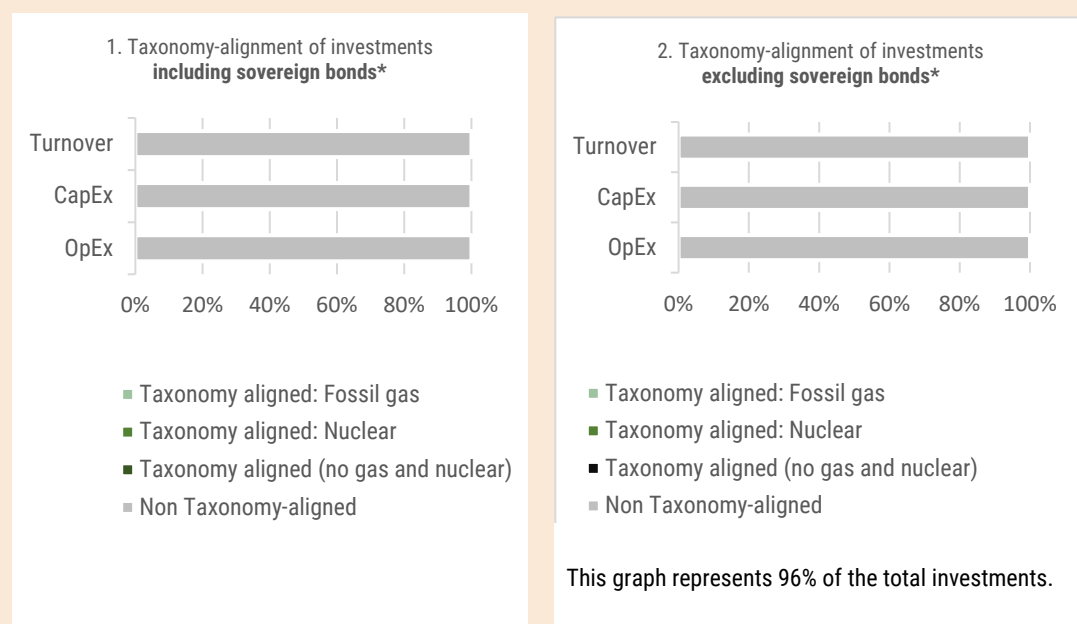 1. Taxonomy-alignment of investments
including sovereign bonds*
Turnover
CapEx
OpEx
0% 20% 40% 60% 80% 100%
Taxonomy aligned: Fossil gas
Taxonomy aligned: Nuclear
Taxonomy aligned (no gas and nuclear)
Non Taxonomy-aligned
2. Taxonomy-alignment of investments
excluding sovereign bonds*
Turnover
CapEx
OpEx
0% 20% 40% 60% 80% 100%
Taxonomy aligned: Fossil gas
Taxonomy aligned: Nuclear
Taxonomy aligned (no gas and nuclear)
Non Taxonomy-aligned
This graph represents 96% of the total investments.